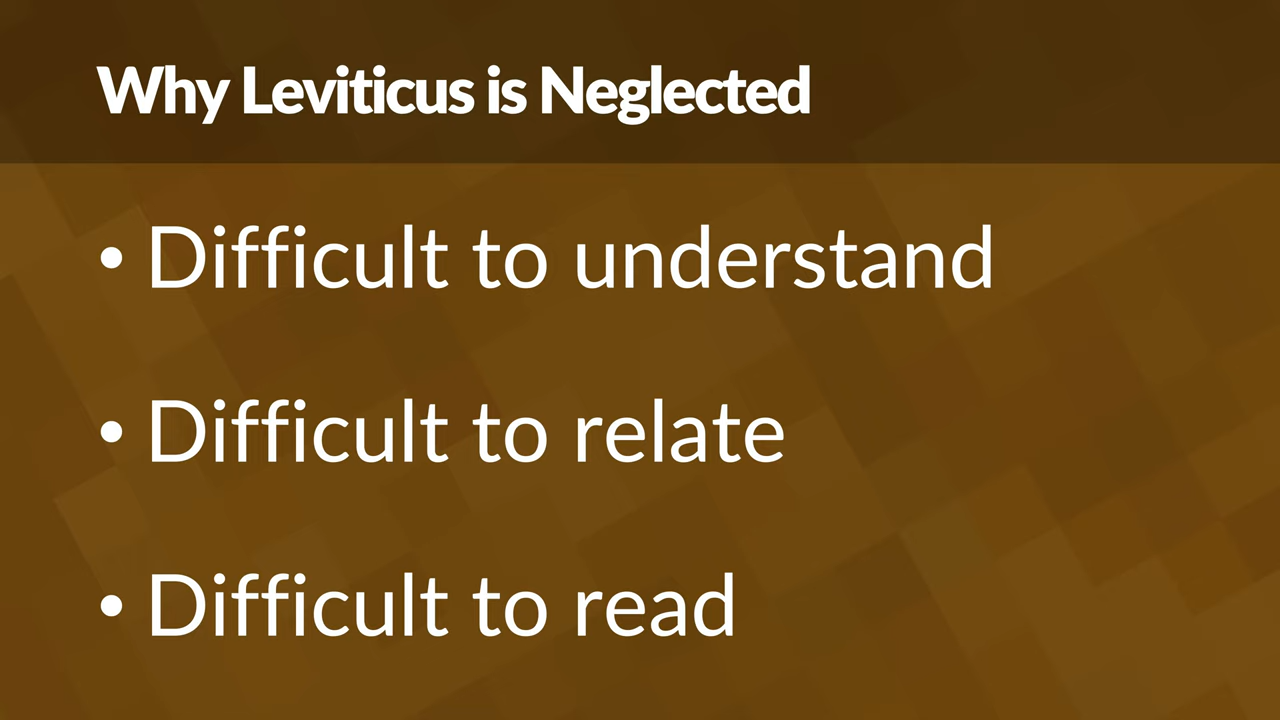 Why Leviticus is Neglected
• Difficult to understand
• Difficult to relate
• Difficult to read